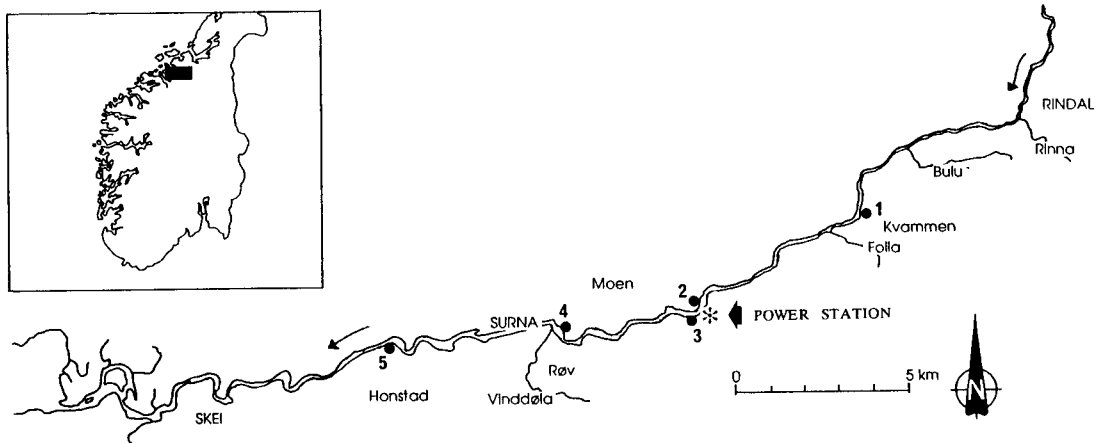 RINDAL
Rinna
Bulu
1
Kvammen
Folla
Moen
2
POWER STATION
3
4
SURNA
5
Røv
Honstad
Vinddøla
SKEI
0 5 km
N